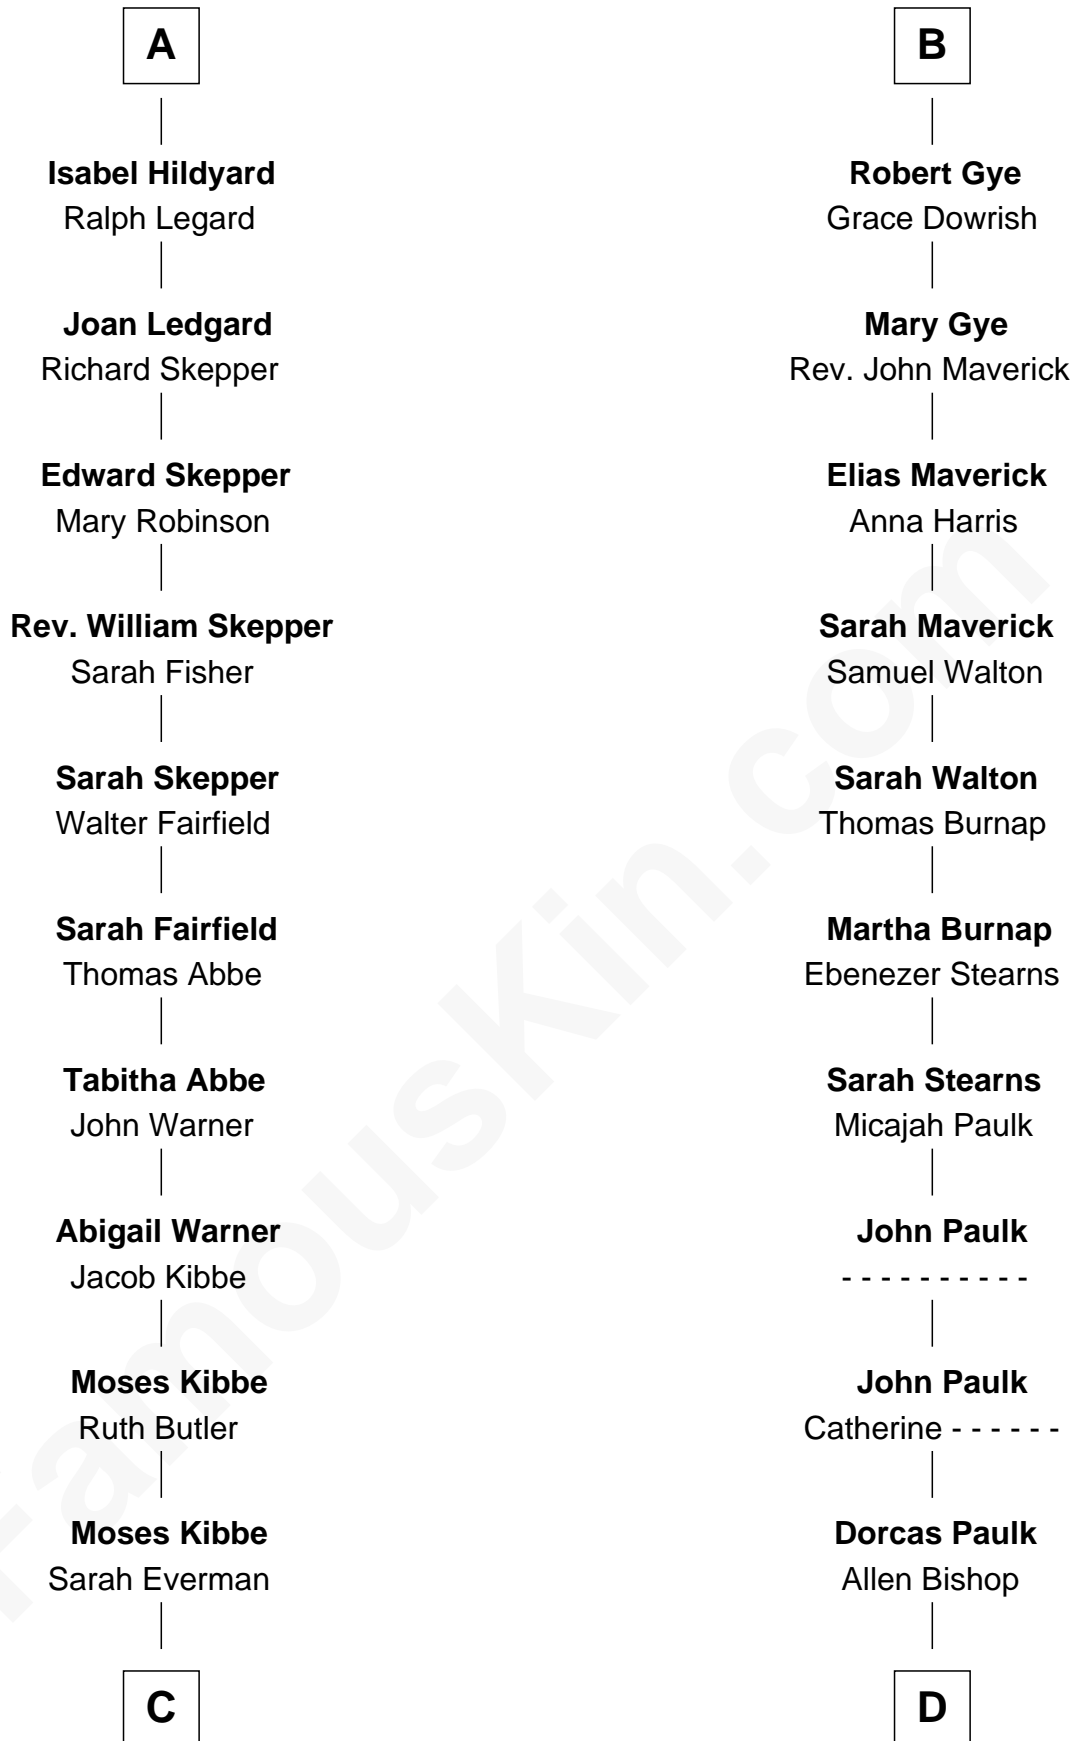 A
Isabel Hildyard
Ralph Legard
Joan Ledgard
Richard Skepper
Edward Skepper
Mary Robinson
Rev. William Skepper
Sarah Fisher
Sarah Skepper
Walter Fairfield
Sarah Fairfield
Thomas Abbe
Tabitha Abbe
John Warner
Abigail Warner
Jacob Kibbe
Moses Kibbe
Ruth Butler
Moses Kibbe
Sarah Everman
C
B
Robert Gye
Grace Dowrish
Mary Gye
Rev. John Maverick
Elias Maverick
Anna Harris
Sarah Maverick
Samuel Walton
Sarah Walton
Thomas Burnap
Martha Burnap
Ebenezer Stearns
Sarah Stearns
Micajah Paulk
John Paulk
- - - - - - - - - -
John Paulk
Catherine - - - - - -
Dorcas Paulk
Allen Bishop
D
FamousKin.com